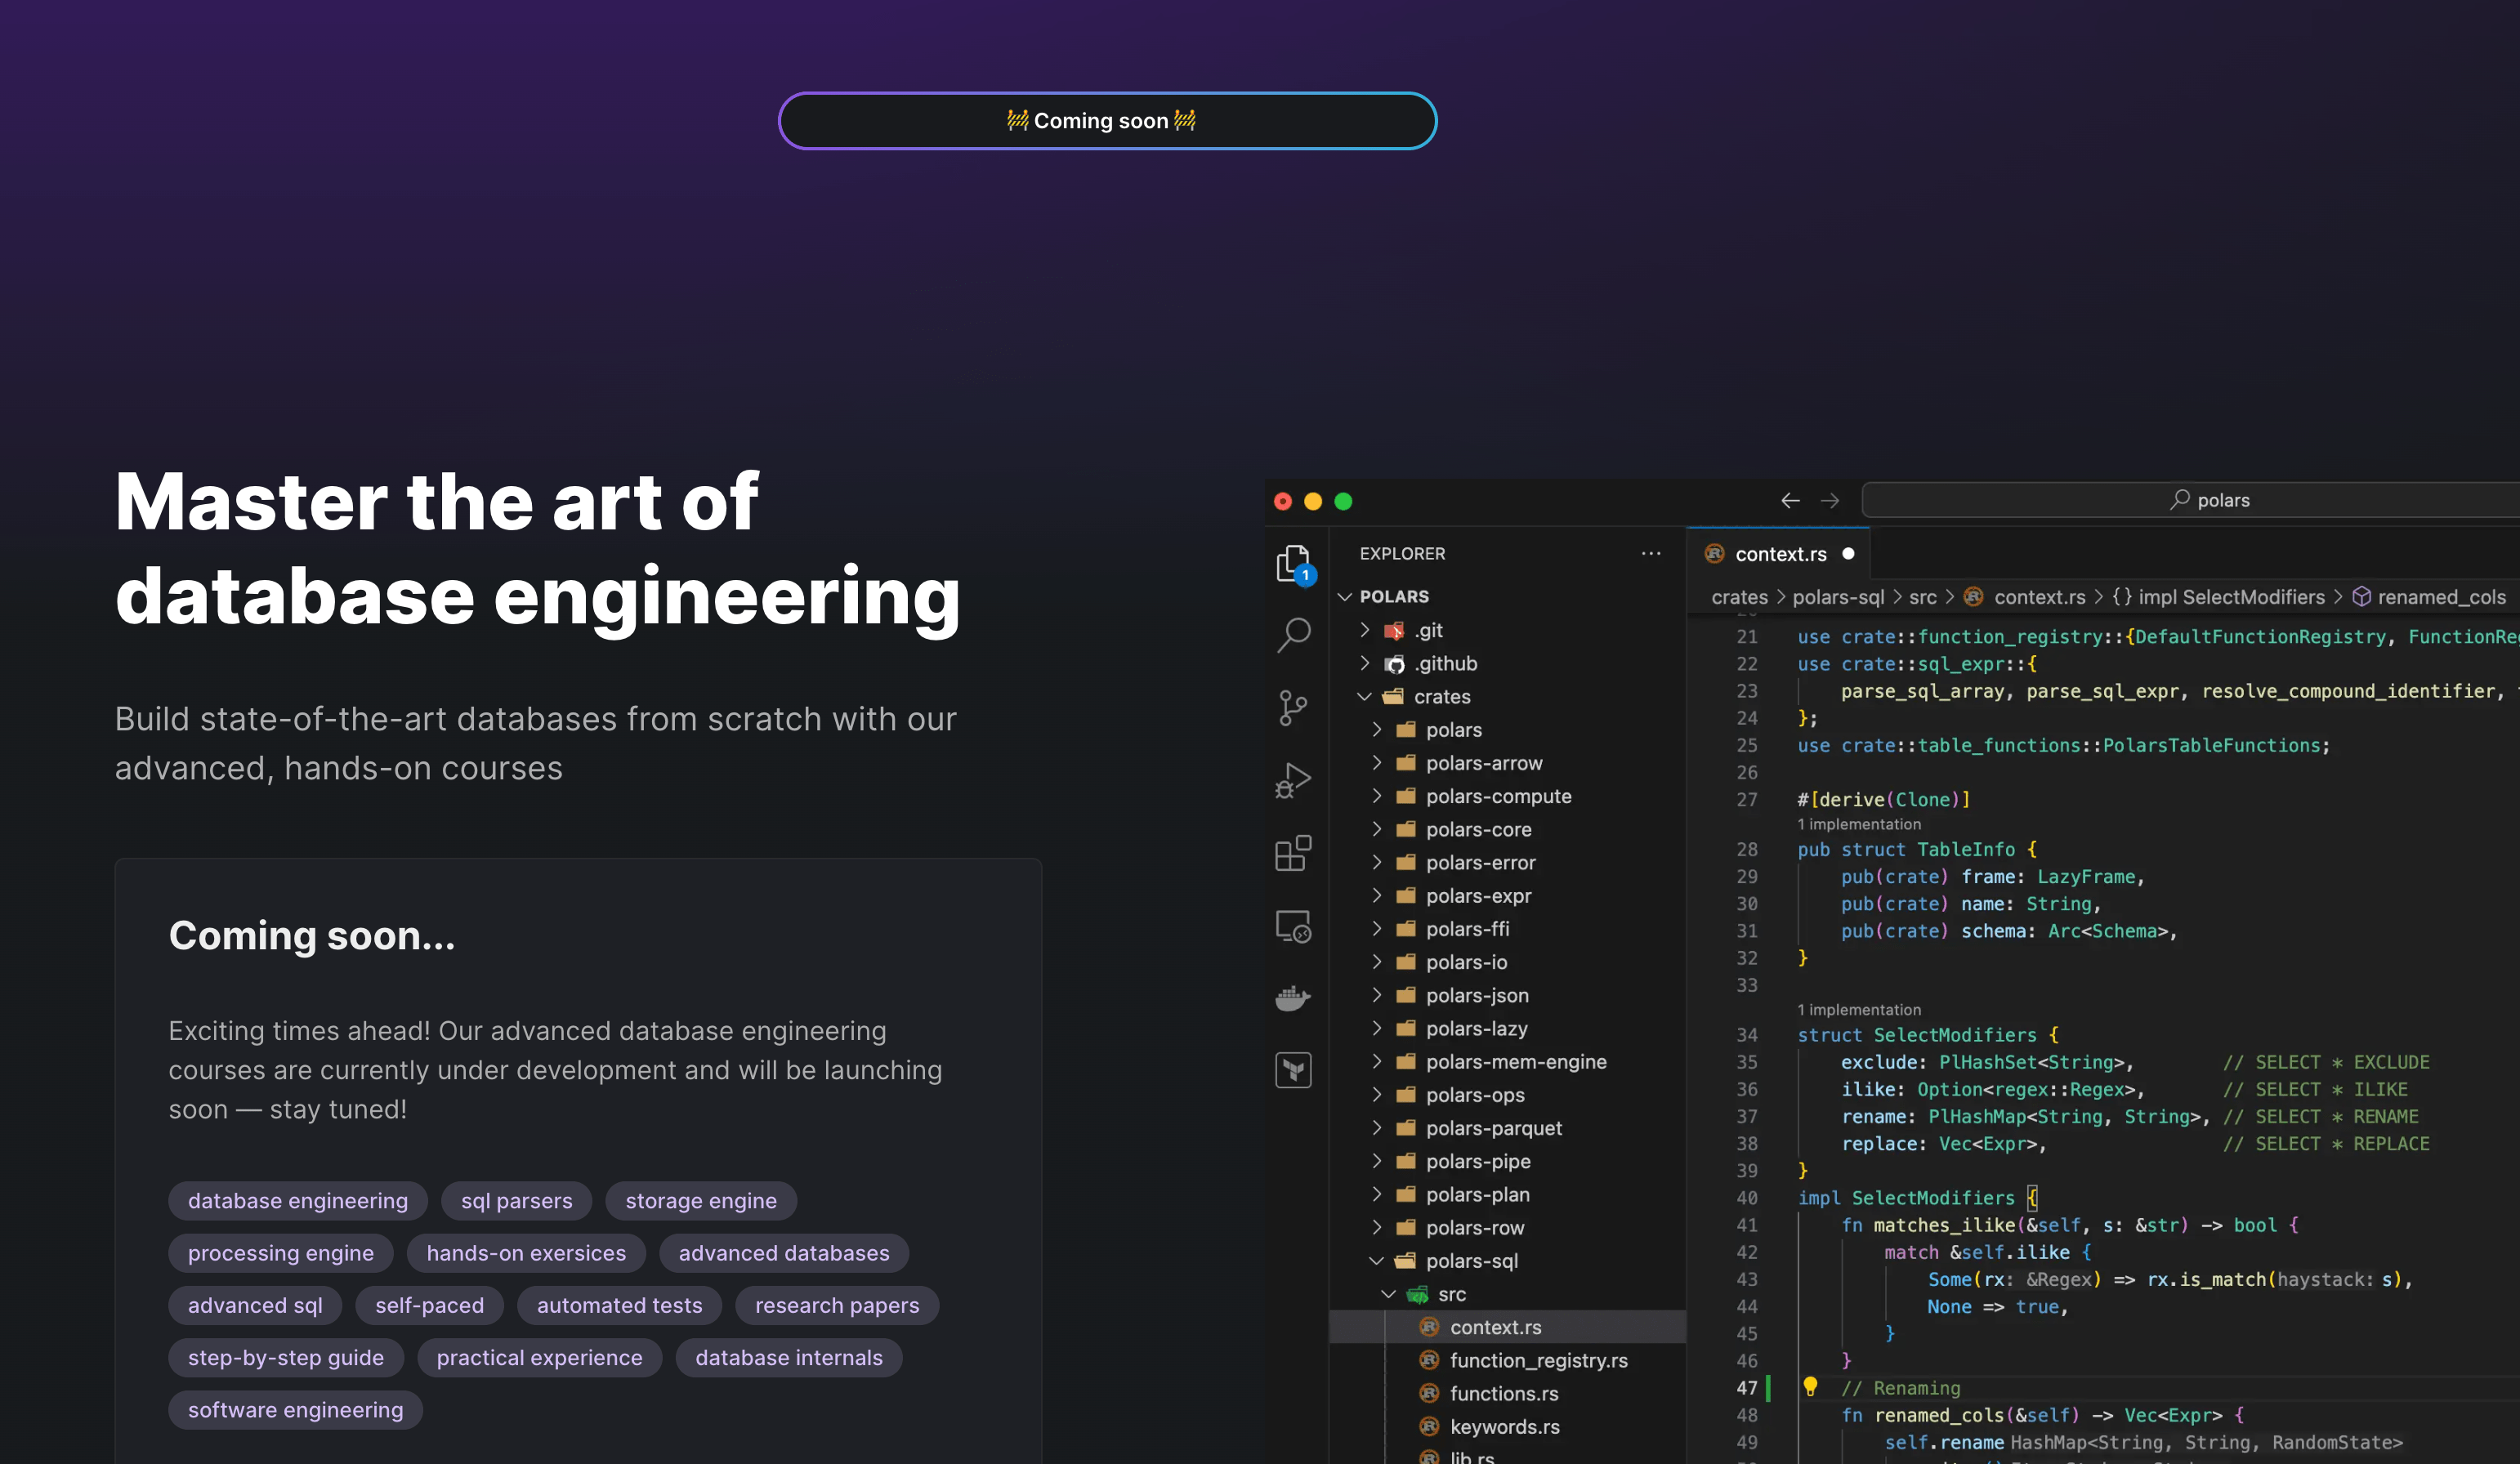 🚧 Coming soon 🚧
Master the art of
database engineering
Build state-of-the-art databases from scratch with our
advanced, hands-on courses
Coming soon...
Exciting times ahead! Our advanced database engineering
courses are currently under development and will be launching
soon — stay tuned!
database engineering sql parsers storage engine
processing engine hands-on exersices advanced databases
advanced sql self-paced automated tests research papers
step-by-step guide practical experience database internals
software engineering
polars
EXPLORER ...
1
POLARS
.git
.github
crates
polars
polars-arrow
polars-compute
polars-core
polars-error
polars-expr
polars-ffi
polars-io
polars-json
polars-lazy
polars-mem-engine
polars-ops
polars-parquet
polars-pipe
polars-plan
polars-row
polars-sql
src
context.rs
function_registry.rs
functions.rs
keywords.rs
lib.rs
context.rs
crates > polars-sql > src > context.rs > {} impl SelectModifiers > renamed_cols
21 use crate::function_registry::{DefaultFunctionRegistry,
22 use crate::sql_expr::{
23 parse_sql_array, parse_sql_expr, resolve_compound_identifier,
24 };
25 use crate::table_functions::PolarsTableFunctions;
26
27 #[derive(Clone)]
1 implementation
28 pub struct TableInfo {
29 pub(crate) frame: LazyFrame,
30 pub(crate) name: String,
31 pub(crate) schema: Arc<Schema>,
32 }
33
1 implementation
34 struct SelectModifiers {
35 exclude: PlHashSet<String>, // SELECT * EXCLUDE
36 ilike: Option<regex::Regex>, // SELECT * ILIKE
37 rename: PlHashMap<String, String>, // SELECT * RENAME
38 replace: Vec<Expr>, // SELECT * REPLACE
39 }
40 impl SelectModifiers {
41 fn matches_ilike(&self, s: &str) -> bool {
42 match &self.ilike {
43 Some(rx: &Regex) => rx.is_match(haystack: s),
44 None => true,
45 }
46 }
47 // Renaming
48 fn renamed_cols(&self) -> Vec<Expr> {
49 self.rename HashMap<String, String, RandomState>